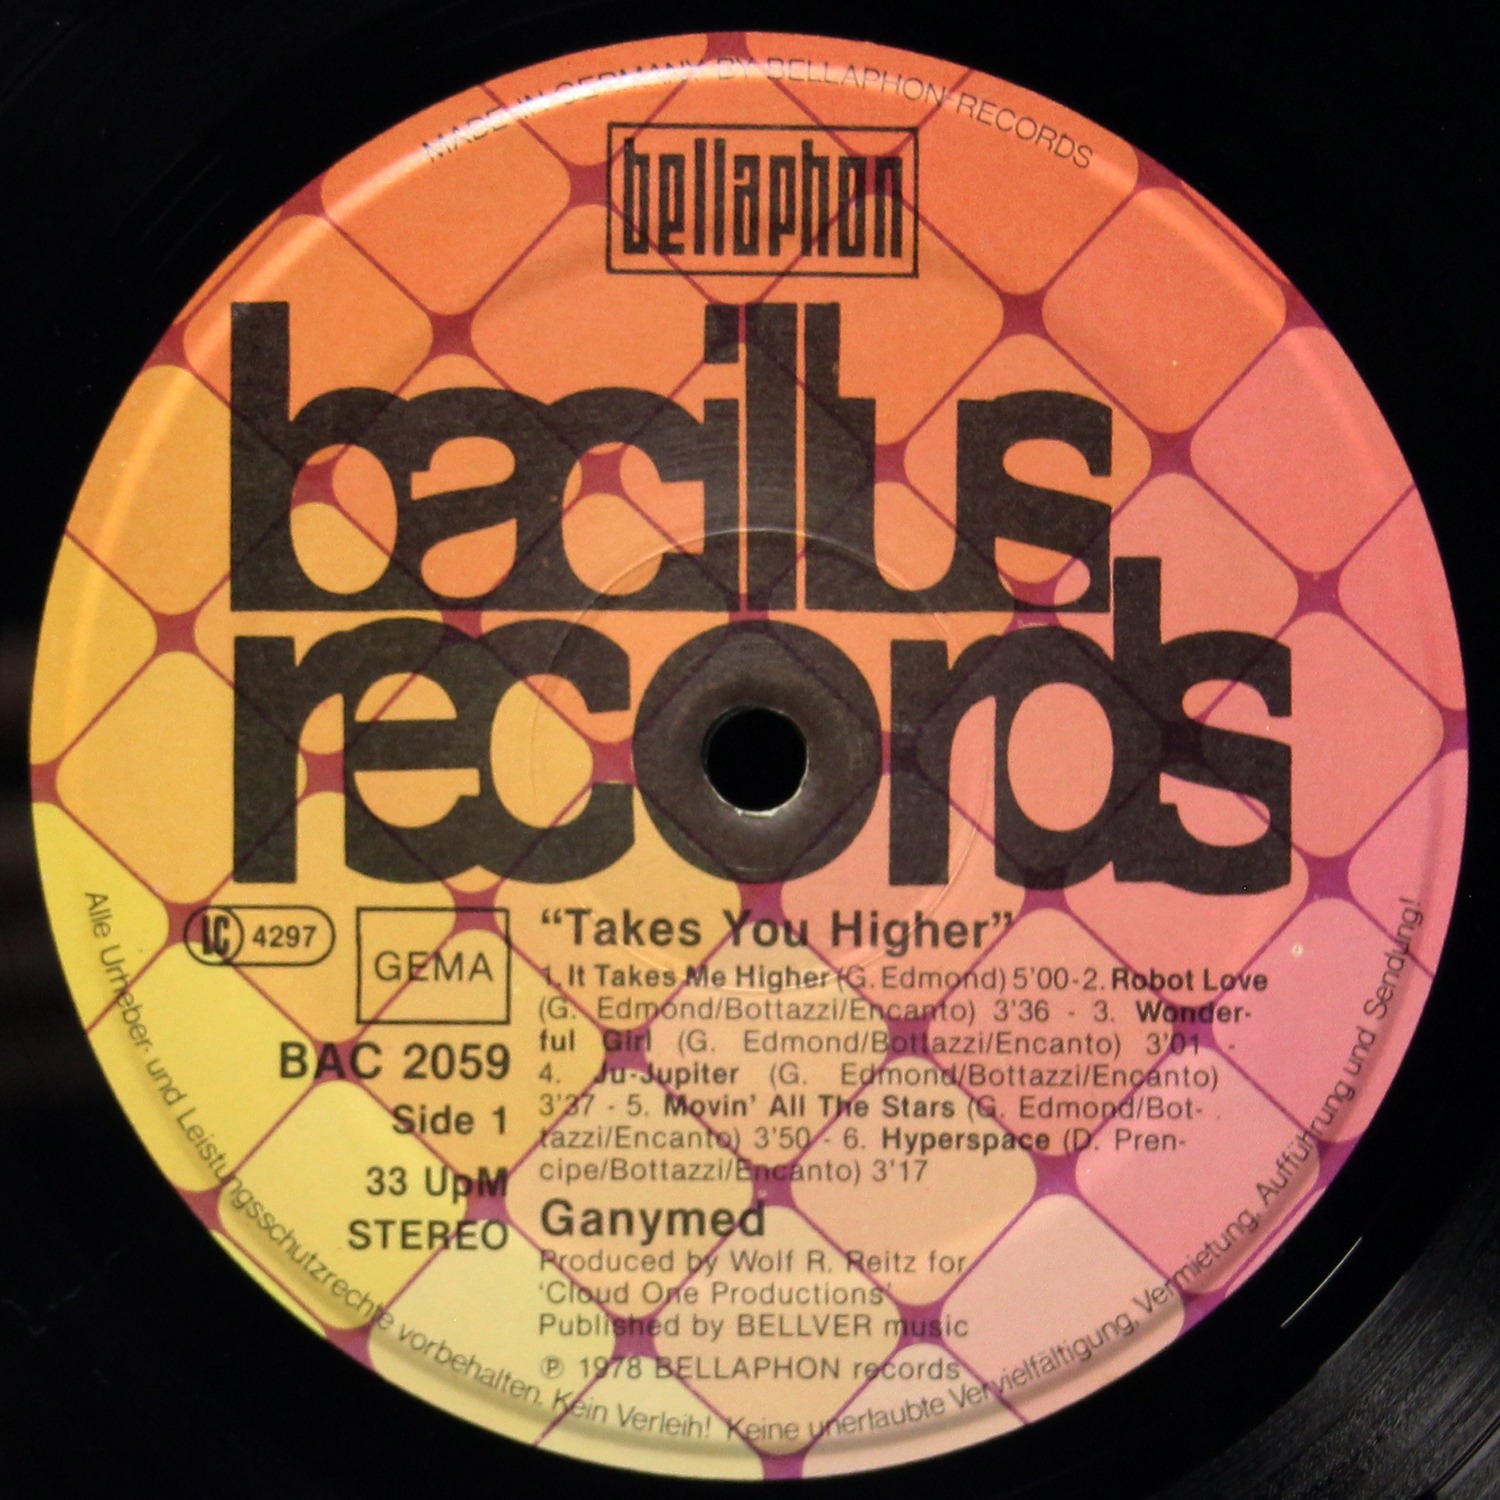 MADE IN GERMANY BY BELLAPHON-RECORDS
bellaphon
bacillus
records
LC 4297
GEMA
BAC 2059
Side 1
33 UpM
STEREO
“Takes You Higher”
1. It Takes Me Higher (G. Edmond) 5'00 - 2. Robot Love
(G. Edmond/Bottazzi/Encanto) 3'36 - 3. Wonder-
ful Girl (G. Edmond/Bottazzi/Encanto) 3'01 -
4. Ju-Jupiter (G. Edmond/Bottazzi/Encanto)
3'37 - 5. Movin' All The Stars (G. Edmond/Bot-
tazzi/Encanto) 3'50 - 6. Hyperspace (D. Pren-
cipe/Bottazzi/Encanto) 3'17
Ganymed
Produced by Wolf R. Reitz for
'Cloud One Productions'
Published by BELLVER music
℗ 1978 BELLAPHON records
Alle Urheber- und Leistungsschutzrechte vorbehalten. Kein Verleih! Keine unerlaubte Vervielfältigung, Vermietung, Aufführung und Sendung!